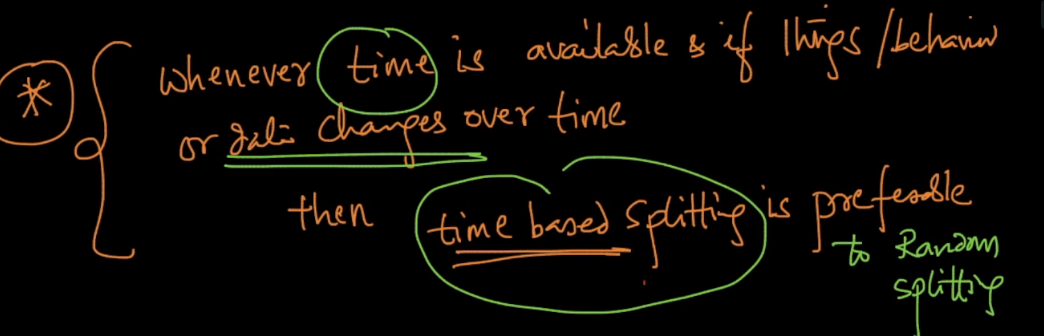 * whenever time is available & if things/behavior
or data changes over time
then time based splitting is preferable
to Random
splitting